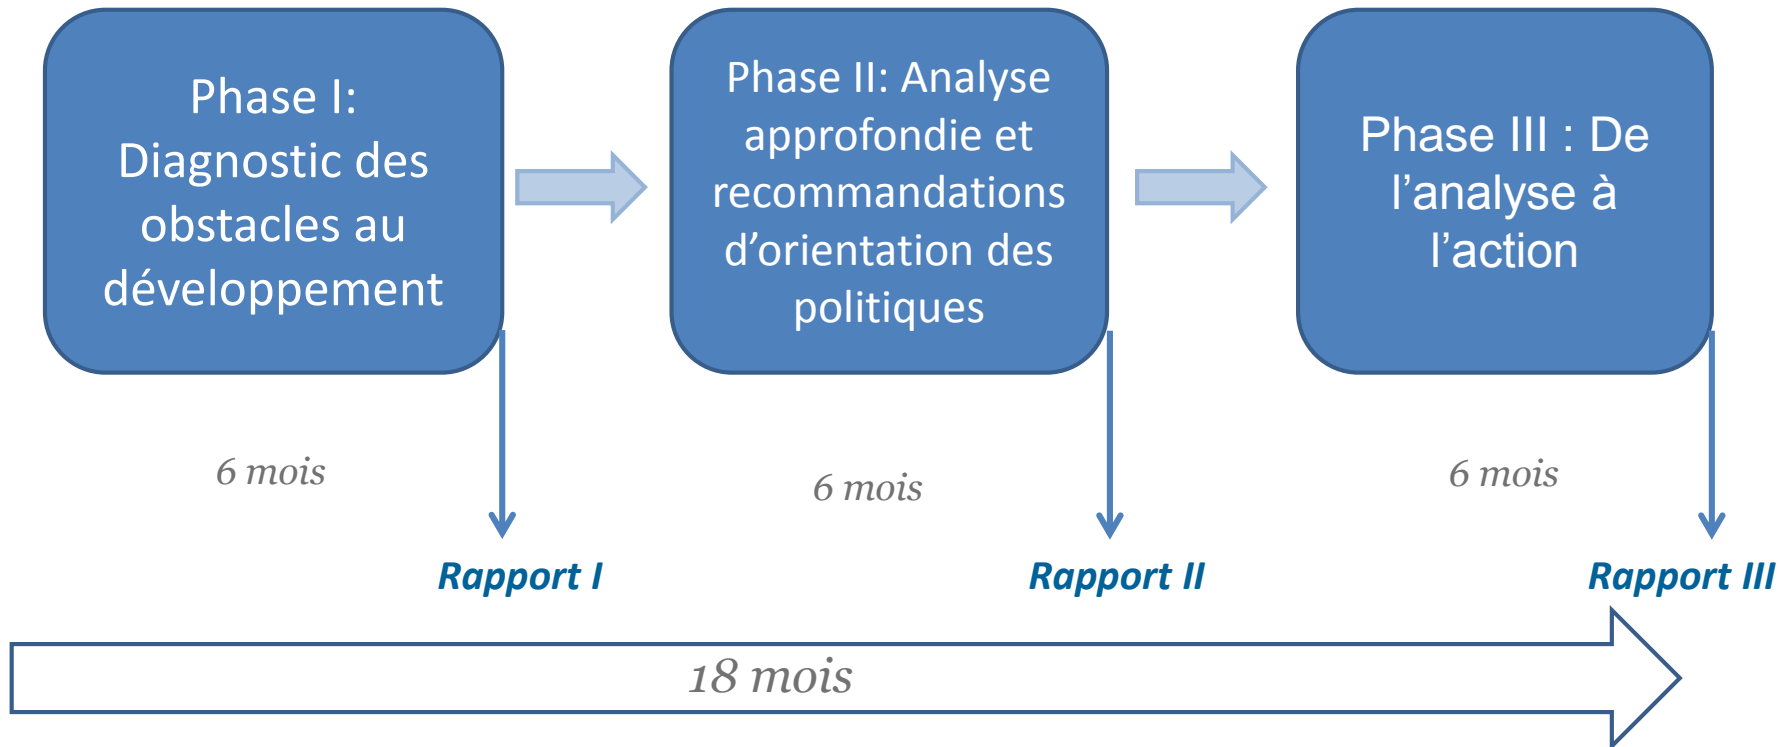 Phase I:
Diagnostic des
obstacles au
développement
Phase II: Analyse
approfondie et
recommandations
d’orientation des
politiques
Phase III : De
l’analyse à
l’action
6 mois
6 mois
6 mois
Rapport I
Rapport II
Rapport III
18 mois